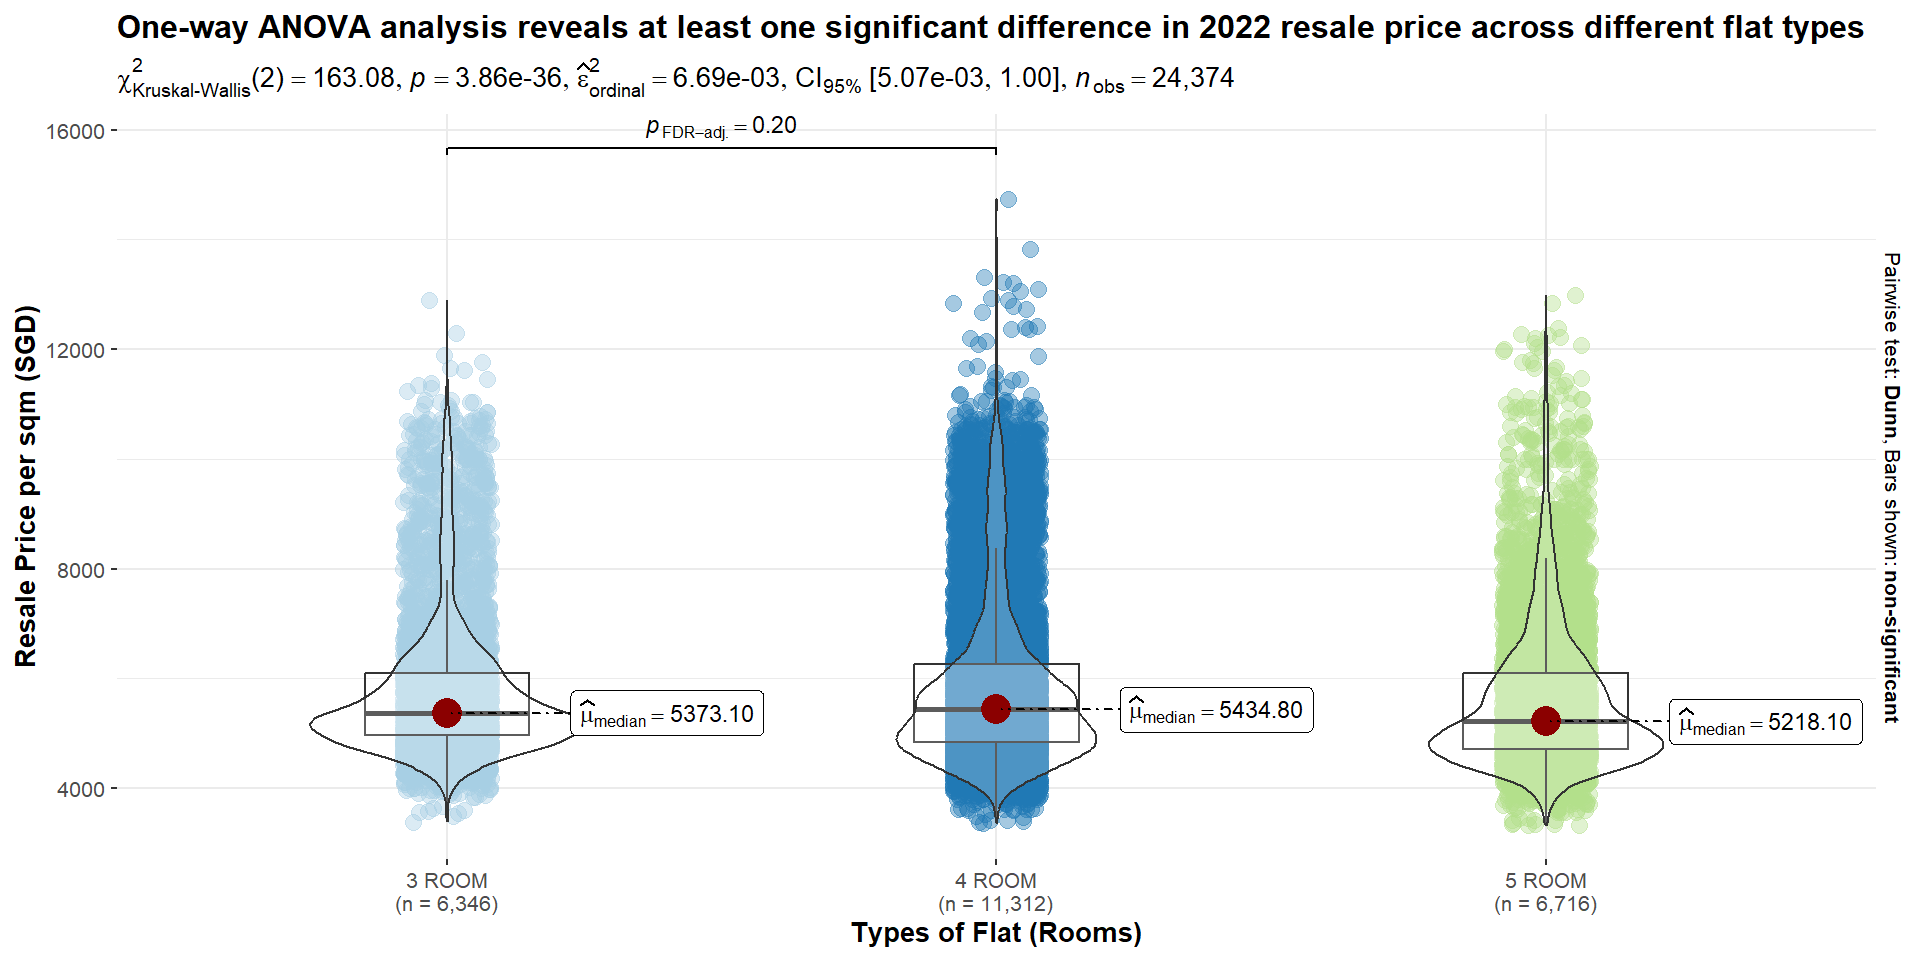 One-way ANOVA analysis reveals at least one significant difference in 2022 resale price across different flat types
χ²Kruskal-Wallis(2) = 163.08, p = 3.86e-36, ε̂²ordinal = 6.69e-03, CI95% [5.07e-03, 1.00], nobs = 24,374
pFDR–adj. = 0.20
16000
12000
8000
4000
Resale Price per sqm (SGD)
μ̂median = 5373.10
μ̂median = 5434.80
μ̂median = 5218.10
Pairwise test: Dunn, Bars shown: non-significant
3 ROOM
(n = 6,346)
4 ROOM
(n = 11,312)
5 ROOM
(n = 6,716)
Types of Flat (Rooms)